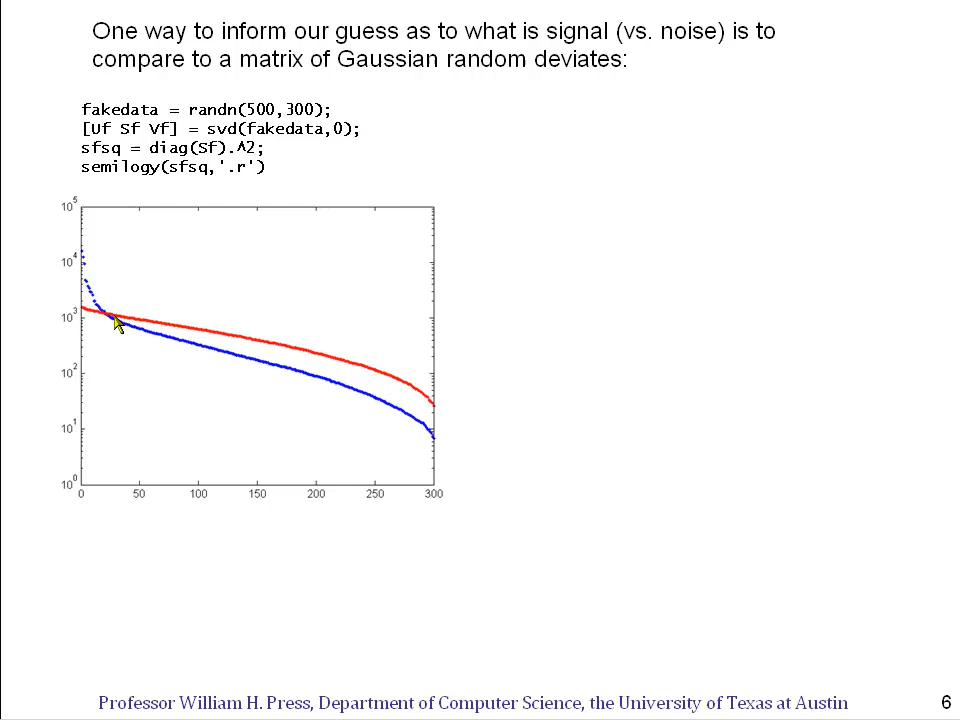 One way to inform our guess as to what is signal (vs. noise) is to
compare to a matrix of Gaussian random deviates:
fakedata = randn(500,300);
[Uf Sf Vf] = svd(fakedata,0);
sfsq = diag(Sf).^2;
semilogy(sfsq,'.r')
10^5
10^4
10^3
10^2
10^1
10^0
0 50 100 150 200 250 300
Professor William H. Press, Department of Computer Science, the University of Texas at Austin 6